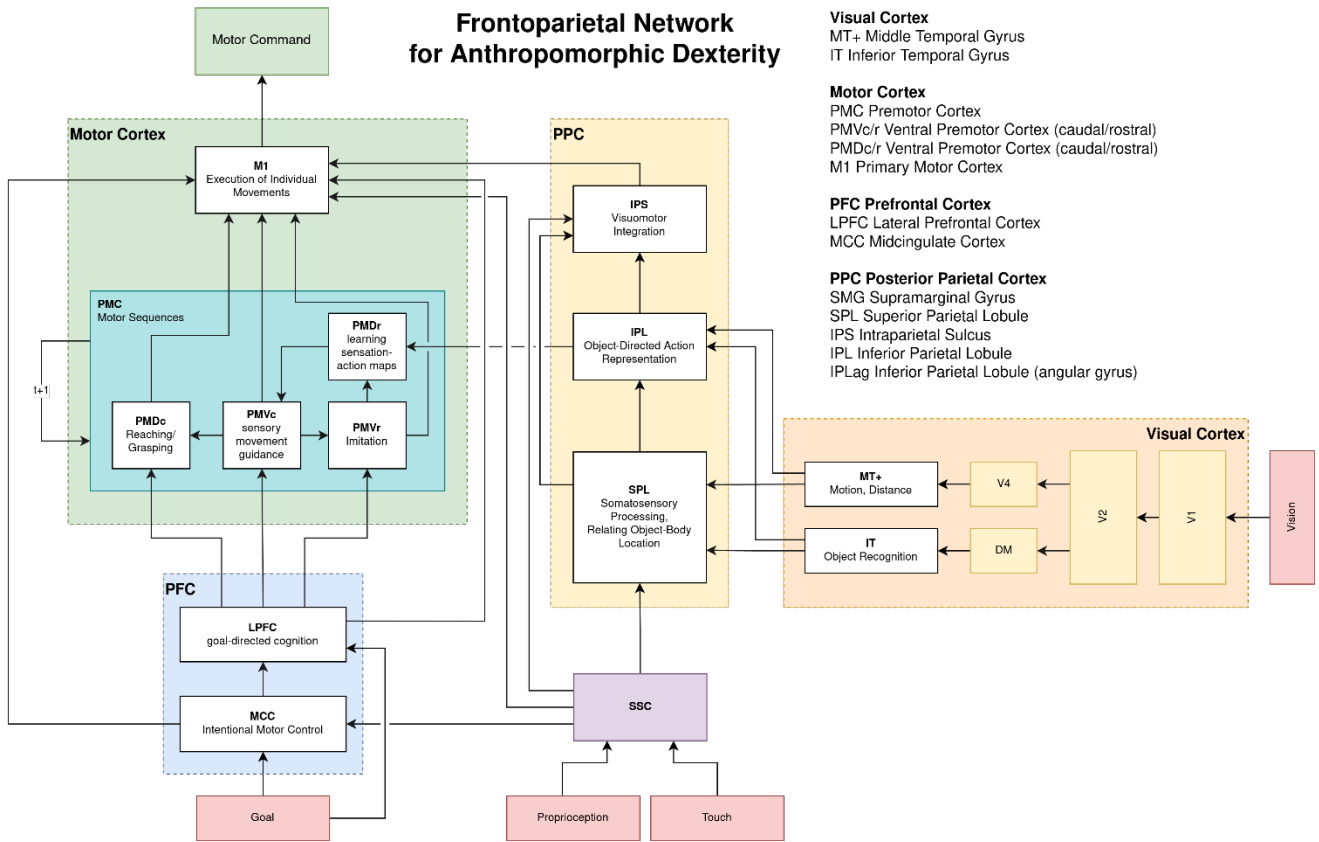 Frontoparietal Network
for Anthropomorphic Dexterity
Visual Cortex
MT+ Middle Temporal Gyrus
IT Inferior Temporal Gyrus
Motor Cortex
PMC Premotor Cortex
PMVc/r Ventral Premotor Cortex (caudal/rostral)
PMDc/r Ventral Premotor Cortex (caudal/rostral)
M1 Primary Motor Cortex
PFC Prefrontal Cortex
LPFC Lateral Prefrontal Cortex
MCC Midcingulate Cortex
PPC Posterior Parietal Cortex
SMG Supramarginal Gyrus
SPL Superior Parietal Lobule
IPS Intraparietal Sulcus
IPL Inferior Parietal Lobule
IPLag Inferior Parietal Lobule (angular gyrus)
Motor Command
Motor Cortex
M1
Execution of Individual
Movements
PMC
Motor Sequences
PMDr
learning
sensation-
action maps
t+1
PMDc
Reaching/
Grasping
PMVc
sensory
movement
guidance
PMVr
Imitation
PPC
IPS
Visuomotor
Integration
IPL
Object-Directed Action
Representation
SPL
Somatosensory
Processing,
Relating Object-Body
Location
Visual Cortex
MT+
Motion, Distance
V4
V2
V1
Vision
IT
Object Recognition
DM
PFC
LPFC
goal-directed cognition
MCC
Intentional Motor Control
SSC
Goal
Proprioception
Touch